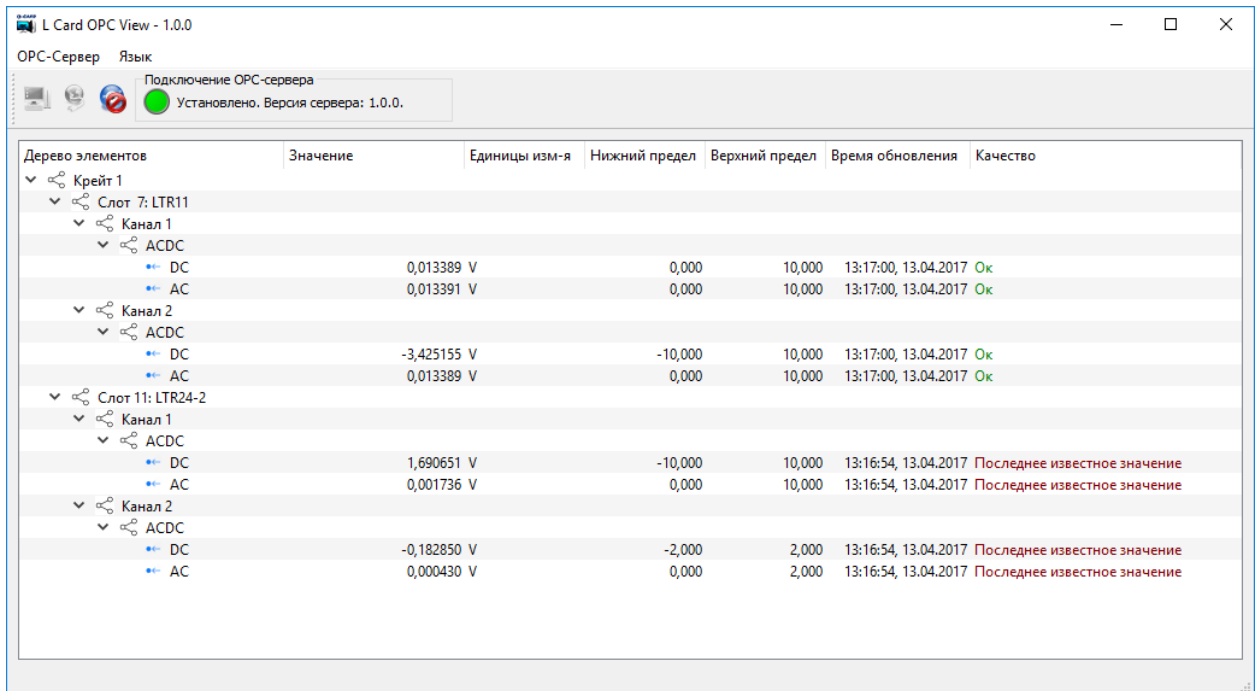 L Card OPC View - 1.0.0
OPC-Сервер Язык
Подключение OPC-сервера
Установлено. Версия сервера: 1.0.0.
Дерево элементов Значение Единицы изм-я Нижний предел Верхний предел Время обновления Качество
Крейт 1
Слот 7: LTR11
Канал 1
ACDC
DC 0,013389 V 0,000 10,000 13:17:00, 13.04.2017 Ок
AC 0,013391 V 0,000 10,000 13:17:00, 13.04.2017 Ок
Канал 2
ACDC
DC -3,425155 V -10,000 10,000 13:17:00, 13.04.2017 Ок
AC 0,013389 V 0,000 10,000 13:17:00, 13.04.2017 Ок
Слот 11: LTR24-2
Канал 1
ACDC
DC 1,690651 V -10,000 10,000 13:16:54, 13.04.2017 Последнее известное значение
AC 0,001736 V 0,000 10,000 13:16:54, 13.04.2017 Последнее известное значение
Канал 2
ACDC
DC -0,182850 V -2,000 2,000 13:16:54, 13.04.2017 Последнее известное значение
AC 0,000430 V 0,000 2,000 13:16:54, 13.04.2017 Последнее известное значение